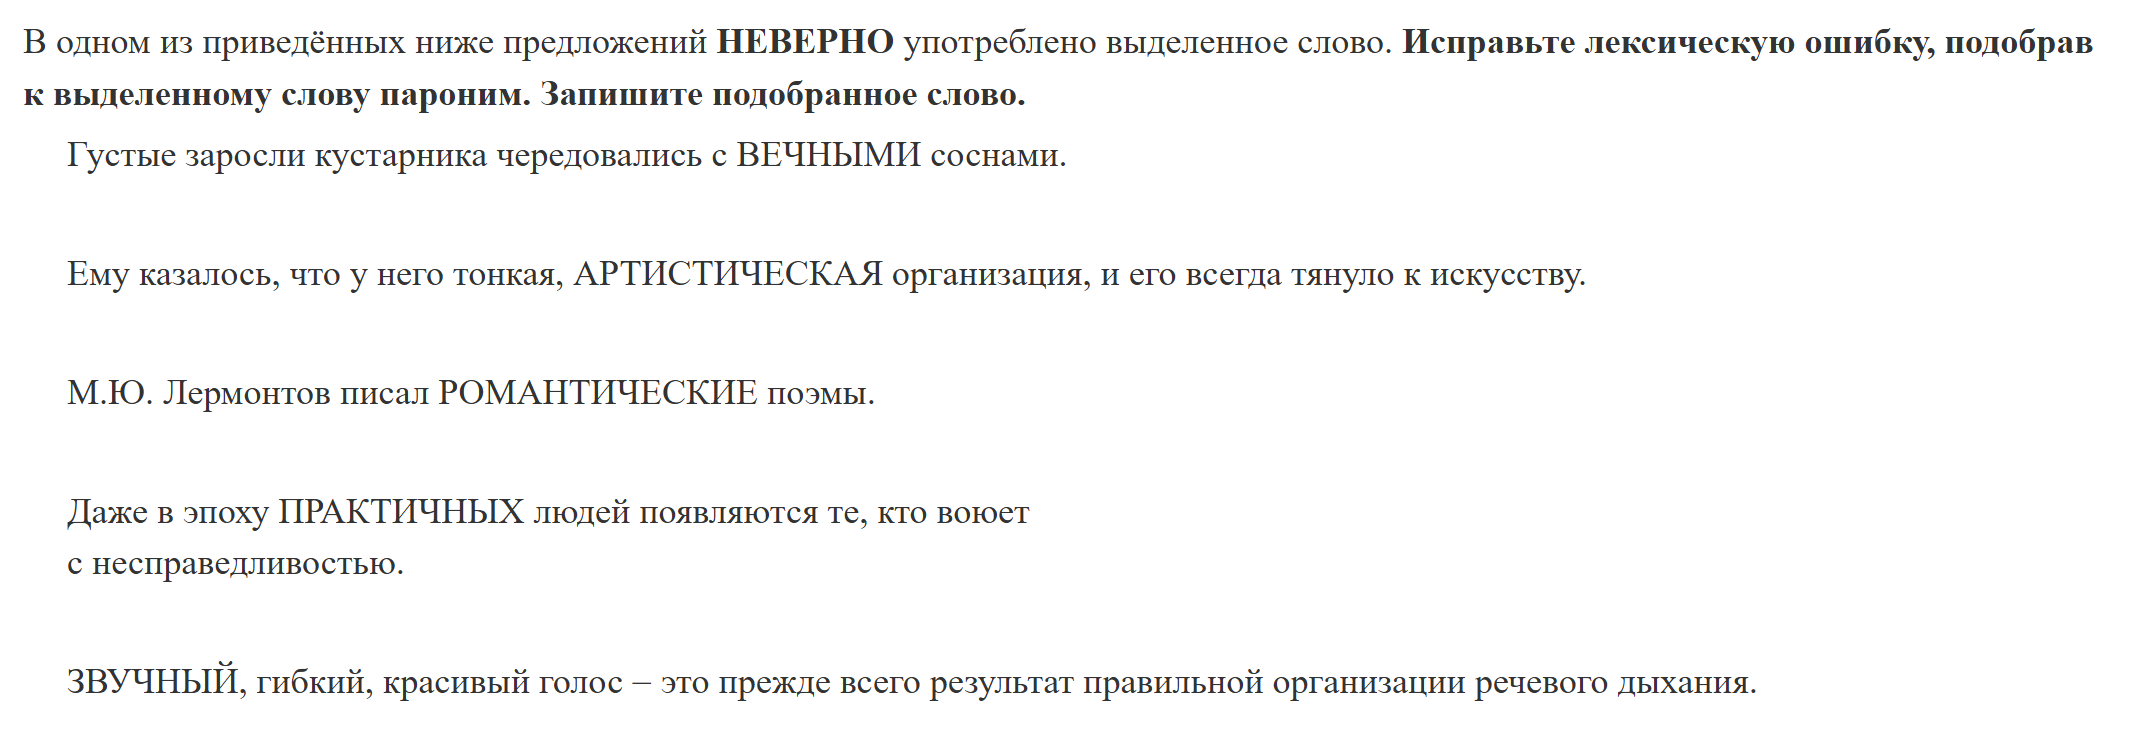 В одном из приведённых ниже предложений НЕВЕРНО употреблено выделенное слово. Исправьте лексическую ошибку, подобрав
к выделенному слову пароним. Запишите подобранное слово.
Густые заросли кустарника чередовались с ВЕЧНЫМИ соснами.
Ему казалось, что у него тонкая, АРТИСТИЧЕСКАЯ организация, и его всегда тянуло к искусству.
М.Ю. Лермонтов писал РОМАНТИЧЕСКИЕ поэмы.
Даже в эпоху ПРАКТИЧНЫХ людей появляются те, кто воюет
с несправедливостью.
ЗВУЧНЫЙ, гибкий, красивый голос – это прежде всего результат правильной организации речевого дыхания.